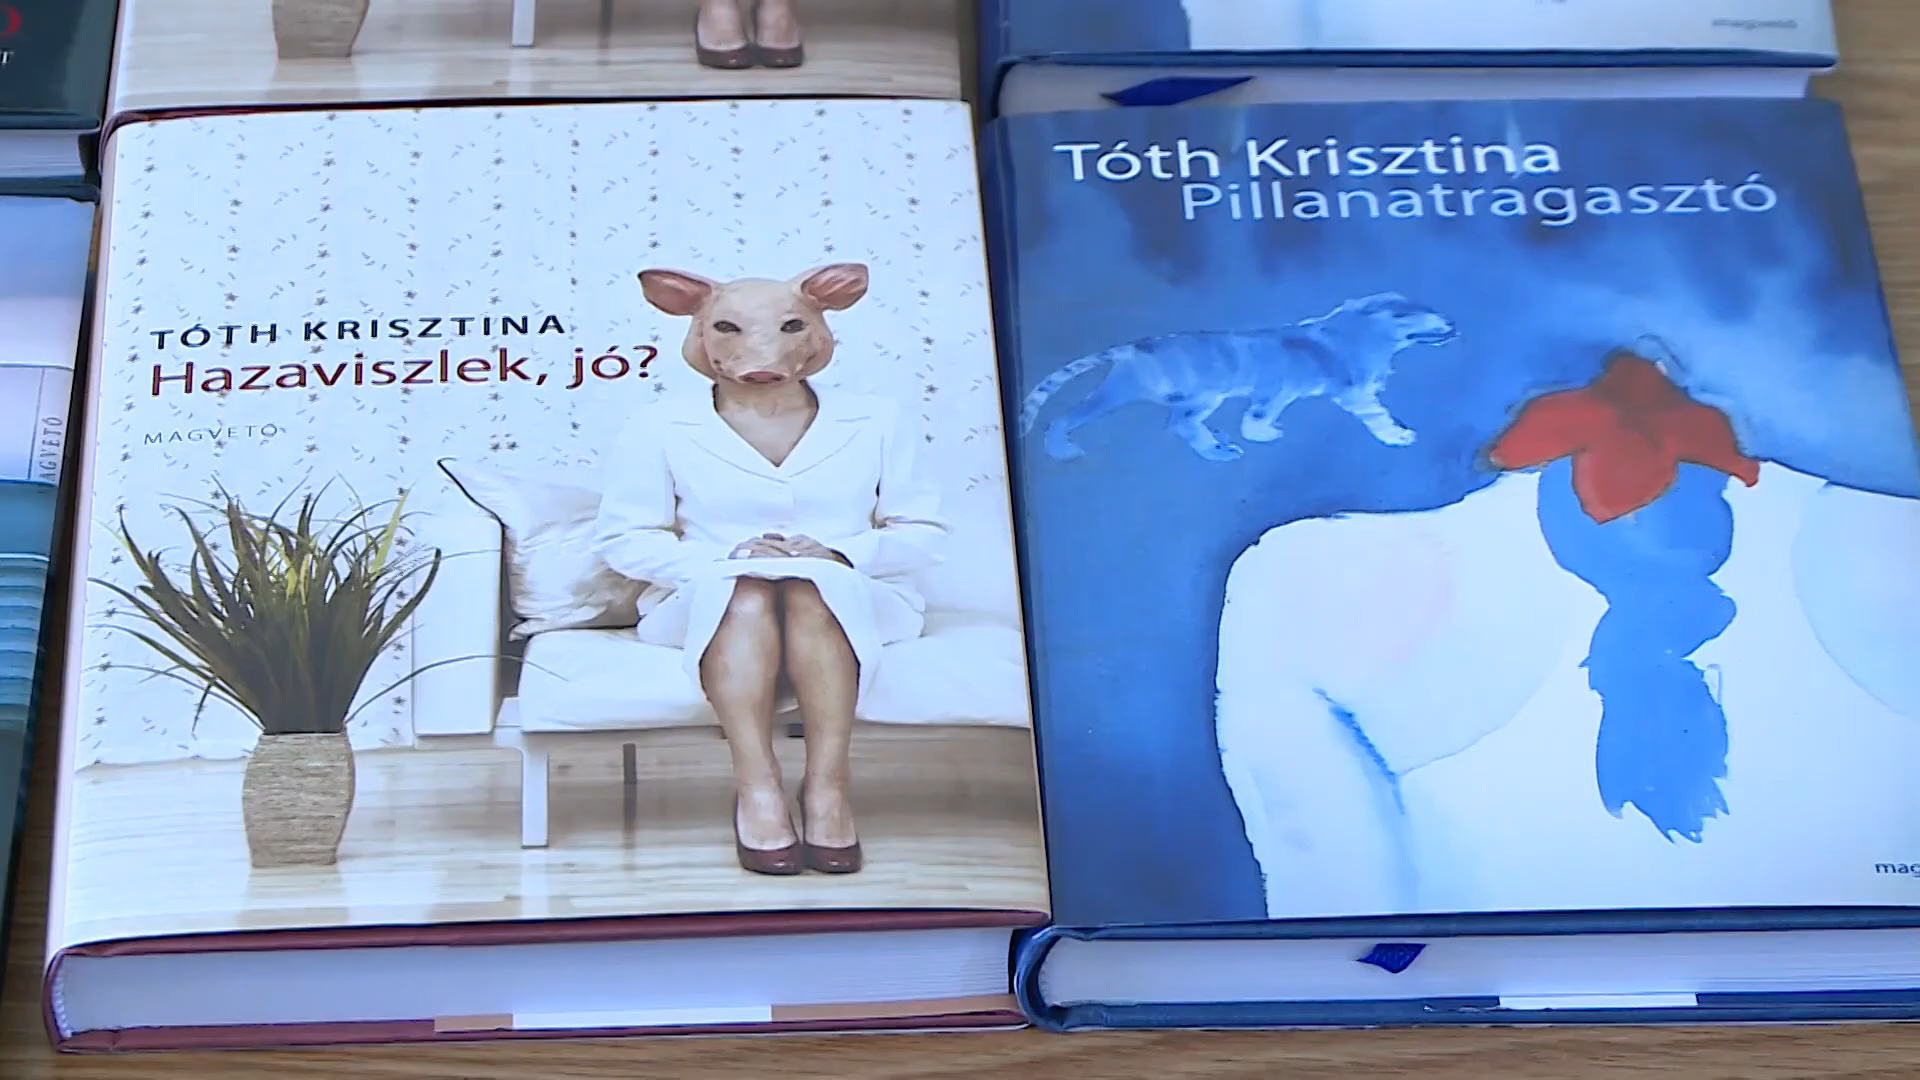 magvető
TÓTH KRISZTINA
Hazaviszlek, jó?
MAGVETŐ
Tóth Krisztina
Pillanatragasztó